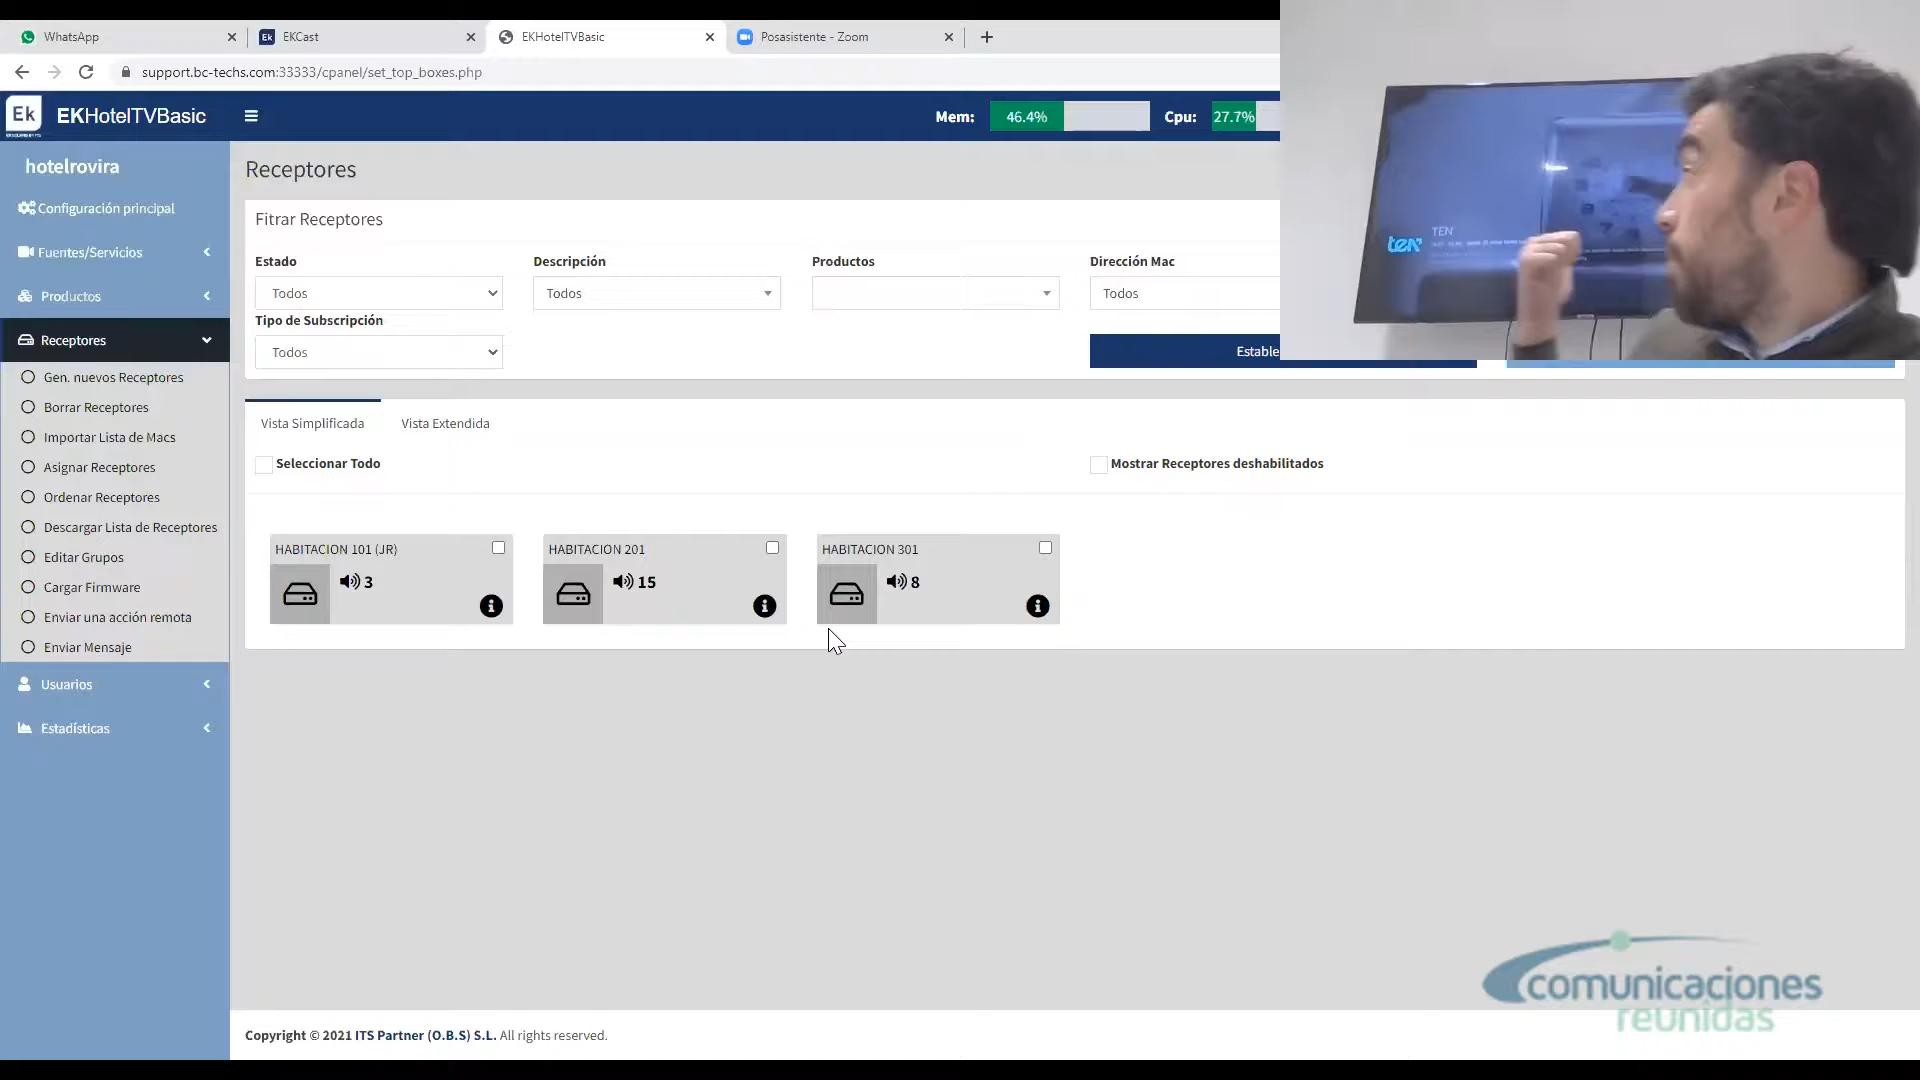 WhatsApp
EKCast
EKHotelTVBasic
Posasistente - Zoom
support.bc-techs.com:33333/cpanel/set_top_boxes.php
Ek
EKHotelTVBasic
Mem:
46.4%
Cpu:
27.7%
hotelrovira
Configuración principal
Fuentes/Servicios
Productos
Receptores
Gen. nuevos Receptores
Borrar Receptores
Importar Lista de Macs
Asignar Receptores
Ordenar Receptores
Descargar Lista de Receptores
Editar Grupos
Cargar Firmware
Enviar una acción remota
Enviar Mensaje
Usuarios
Estadísticas
Receptores
Fitrar Receptores
Estado
Descripción
Productos
Dirección Mac
Todos
Todos
Todos
Tipo de Subscripción
Todos
Estable
Vista Simplificada
Vista Extendida
Seleccionar Todo
Mostrar Receptores deshabilitados
HABITACION 101 (JR)
3
HABITACION 201
15
HABITACION 301
8
TEN
ten
comunicaciones
reunidas
Copyright © 2021 ITS Partner (O.B.S) S.L. All rights reserved.